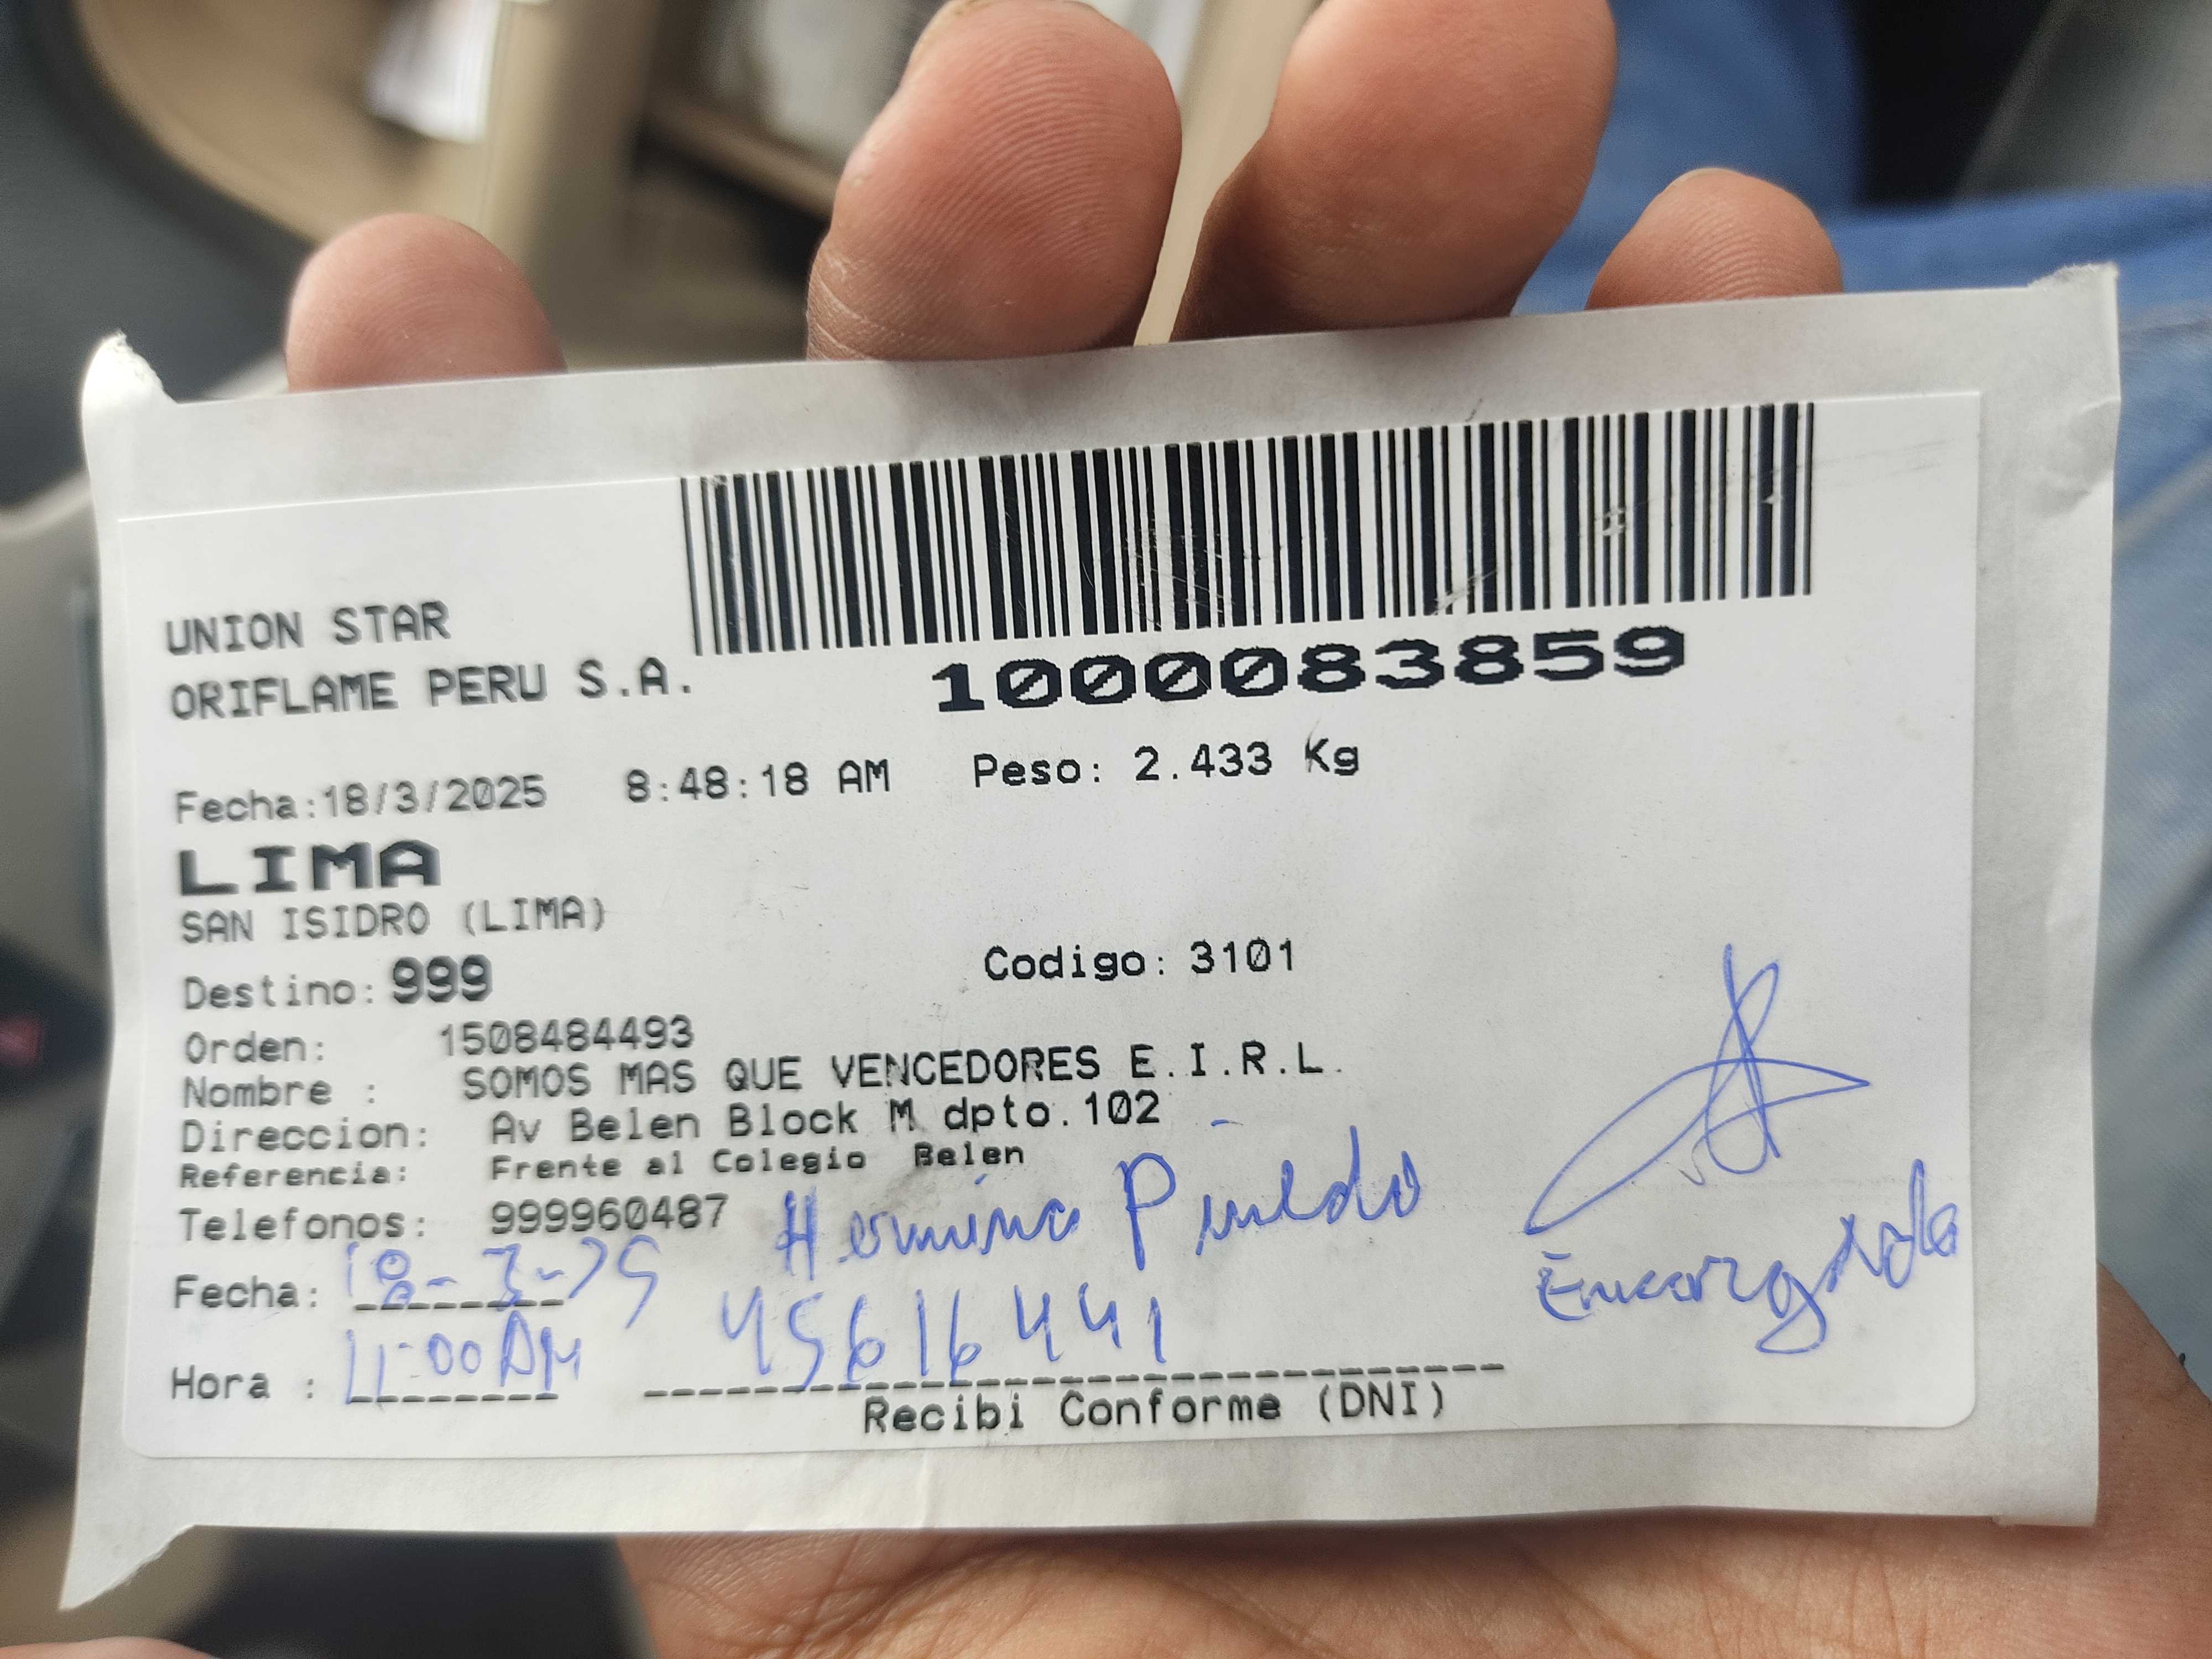 UNION STAR
ORIFLAME PERU S.A.
1000083859
Fecha:18/3/2025 8:48:18 AM Peso: 2.433 Kg
LIMA
SAN ISIDRO (LIMA)
Destino: 999 Codigo: 3101
Orden: 1508484493
Nombre : SOMOS MAS QUE VENCEDORES E.I.R.L.
Direccion: Av Belen Block M dpto.102
Referencia: Frente al Colegio Belen
Telefonos: 999960487
Fecha: 18-3-25
Hora : 11:00 AM
45616441
Encargada
Recibi Conforme (DNI)